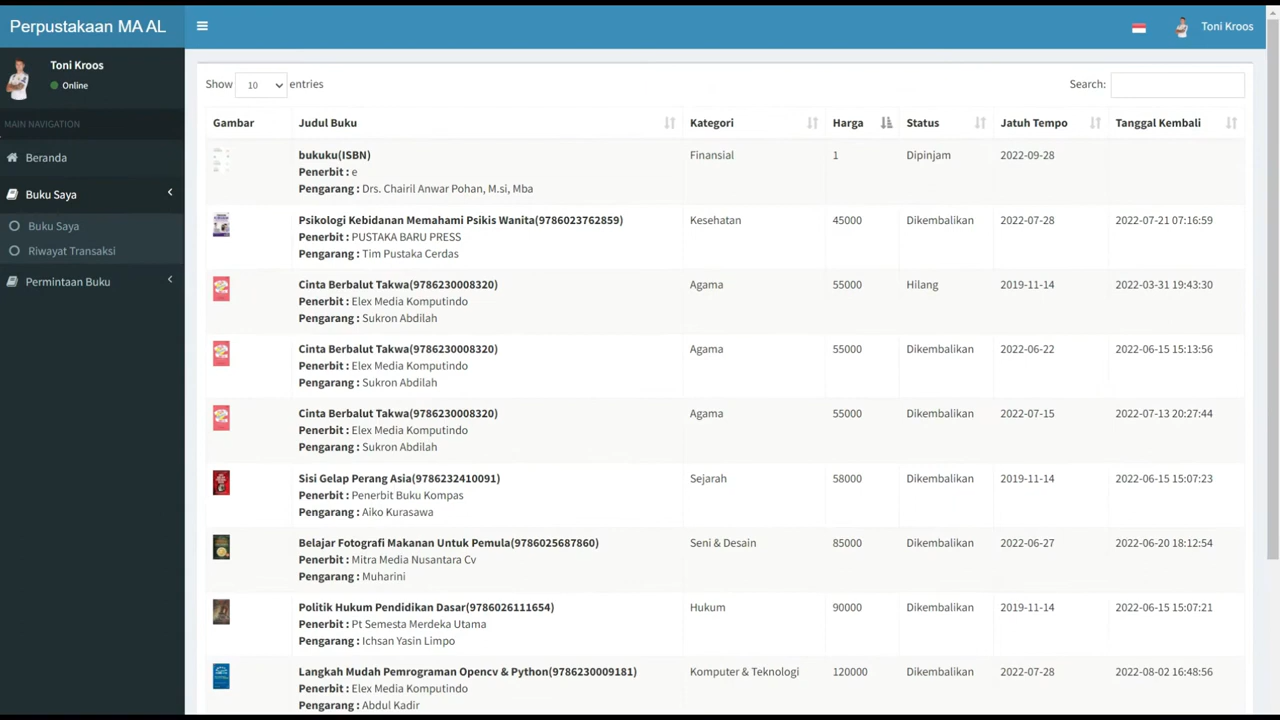 Perpustakaan MA AL
Toni Kroos
Toni Kroos
Online
MAIN NAVIGATION
Beranda
Buku Saya
Buku Saya
Riwayat Transaksi
Permintaan Buku
Show 10 entries
Search:
Gambar Judul Buku Kategori Harga Status Jatuh Tempo Tanggal Kembali
bukuku(ISBN) Finansial 1 Dipinjam 2022-09-28
Penerbit : e
Pengarang : Drs. Chairil Anwar Pohan, M.si, Mba
Psikologi Kebidanan Memahami Psikis Wanita(9786023762859) Kesehatan 45000 Dikembalikan 2022-07-28 2022-07-21 07:16:59
Penerbit : PUSTAKA BARU PRESS
Pengarang : Tim Pustaka Cerdas
Cinta Berbalut Takwa(9786230008320) Agama 55000 Hilang 2019-11-14 2022-03-31 19:43:30
Penerbit : Elex Media Komputindo
Pengarang : Sukron Abdilah
Cinta Berbalut Takwa(9786230008320) Agama 55000 Dikembalikan 2022-06-22 2022-06-15 15:13:56
Penerbit : Elex Media Komputindo
Pengarang : Sukron Abdilah
Cinta Berbalut Takwa(9786230008320) Agama 55000 Dikembalikan 2022-07-15 2022-07-13 20:27:44
Penerbit : Elex Media Komputindo
Pengarang : Sukron Abdilah
Sisi Gelap Perang Asia(9786232410091) Sejarah 58000 Dikembalikan 2019-11-14 2022-06-15 15:07:23
Penerbit : Penerbit Buku Kompas
Pengarang : Aiko Kurasawa
Belajar Fotografi Makanan Untuk Pemula(9786025687860) Seni & Desain 85000 Dikembalikan 2022-06-27 2022-06-20 18:12:54
Penerbit : Mitra Media Nusantara Cv
Pengarang : Muharini
Politik Hukum Pendidikan Dasar(9786026111654) Hukum 90000 Dikembalikan 2019-11-14 2022-06-15 15:07:21
Penerbit : Pt Semesta Merdeka Utama
Pengarang : Ichsan Yasin Limpo
Langkah Mudah Pemrograman Opencv & Python(9786230009181) Komputer & Teknologi 120000 Dikembalikan 2022-07-28 2022-08-02 16:48:56
Penerbit : Elex Media Komputindo
Pengarang : Abdul Kadir